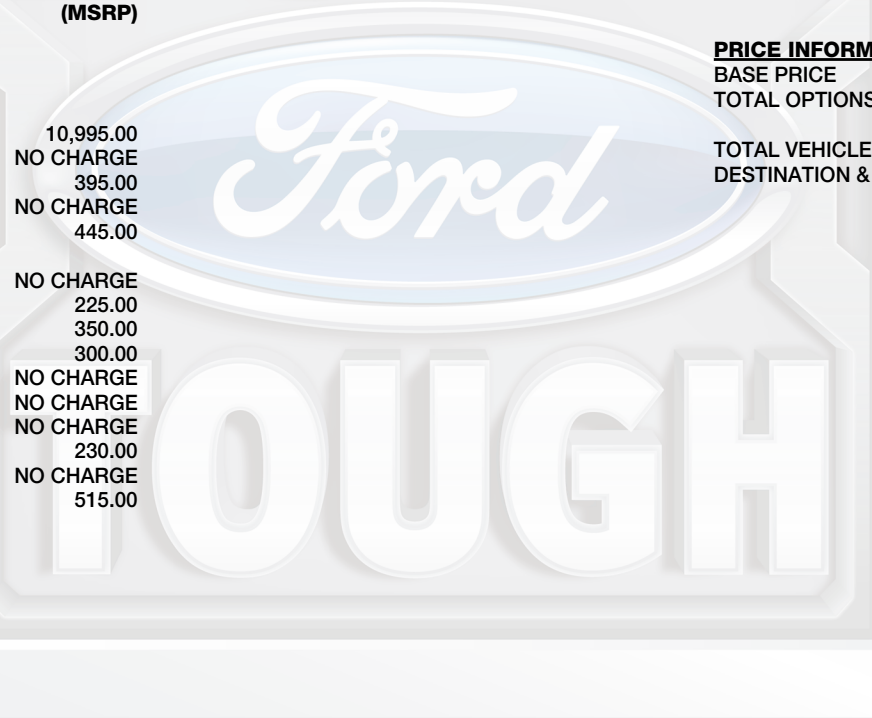 (MSRP)
10,995.00
NO CHARGE
395.00
NO CHARGE
445.00
NO CHARGE
225.00
350.00
300.00
NO CHARGE
NO CHARGE
NO CHARGE
230.00
NO CHARGE
515.00
PRICE INFORM
BASE PRICE
TOTAL OPTIONS
TOTAL VEHICLE
DESTINATION &
Ford
TOUGH